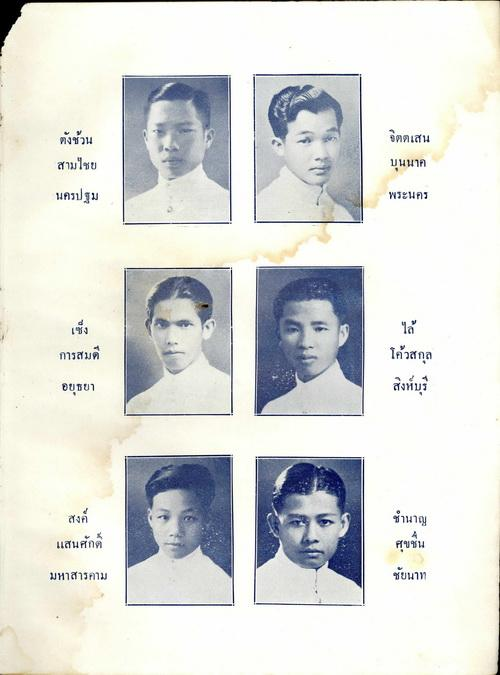 ตังช้วน
สามไชย
นครปฐม
จิตตเสน
บุนนาค
พระนคร
เซ็ง
การสมดี
อยุธยา
ไล้
โค้วสกุล
สิงห์บุรี
สงค์
แสนศักดิ์
มหาสารคาม
ชำนาญ
ศุขชื่น
ชัยนาท